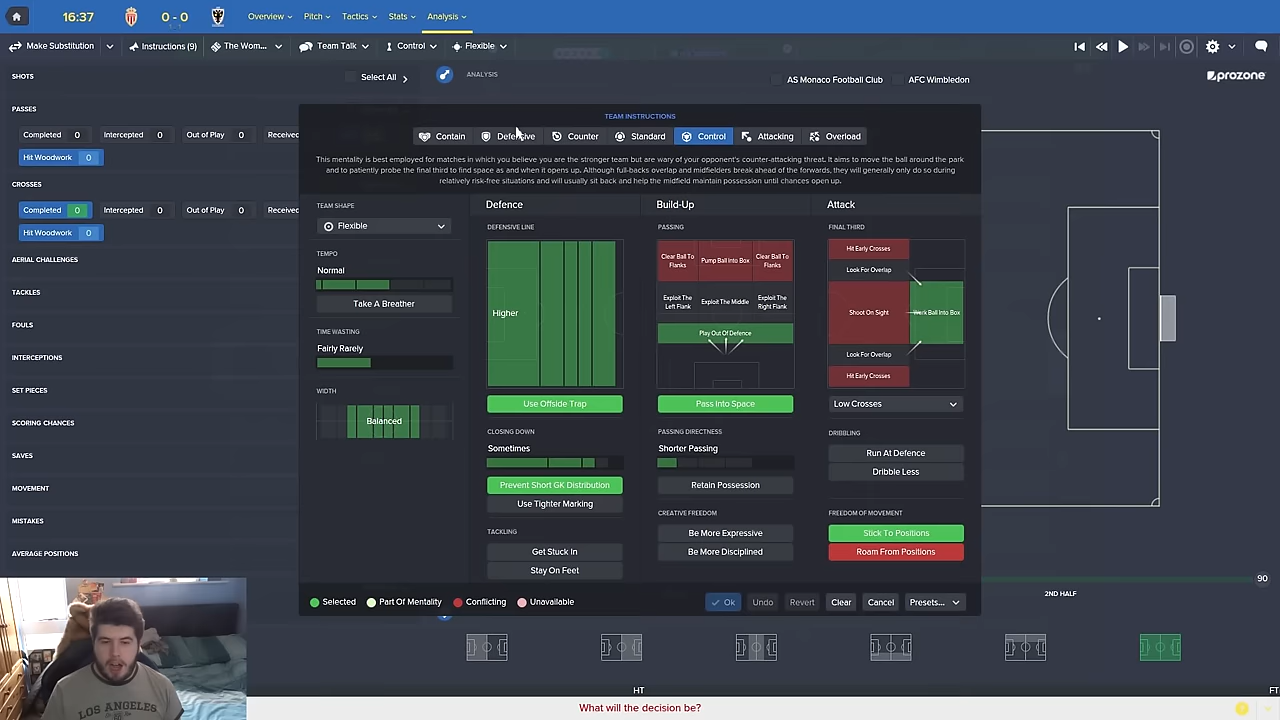 16:37
0 - 0
Overview
Pitch
Tactics
Stats
Analysis
Make Substitution
Instructions (9)
The Wom...
Team Talk
Control
Flexible
SHOTS
Select All
ANALYSIS
AS Monaco Football Club
AFC Wimbledon
prozone
PASSES
Completed 0
Intercepted 0
Out of Play 0
Received
Hit Woodwork 0
CROSSES
Completed 0
Intercepted 0
Out of Play 0
Received
Hit Woodwork 0
AERIAL CHALLENGES
TACKLES
FOULS
INTERCEPTIONS
SET PIECES
SCORING CHANCES
SAVES
MOVEMENT
MISTAKES
AVERAGE POSITIONS
TEAM INSTRUCTIONS
Contain
Defensive
Counter
Standard
Control
Attacking
Overload
This mentality is best employed for matches in which you believe you are the stronger team but are wary of your opponent's counter-attacking threat. It aims to move the ball around the park
and to patiently probe the final third to find space as and when it opens up. Although full-backs overlap and midfielders break ahead of the forwards, they will generally only do so during
relatively risk-free situations and will usually sit back and help the midfield maintain possession until chances open up.
TEAM SHAPE
Flexible
TEMPO
Normal
Take A Breather
TIME WASTING
Fairly Rarely
WIDTH
Balanced
Defence
DEFENSIVE LINE
Higher
Use Offside Trap
CLOSING DOWN
Sometimes
Prevent Short GK Distribution
Use Tighter Marking
TACKLING
Get Stuck In
Stay On Feet
Build-Up
PASSING
Clear Ball To
Flanks
Pump Ball Into Box
Clear Ball To
Flanks
Exploit The
Left Flank
Exploit The Middle
Exploit The
Right Flank
Play Out Of Defence
Pass Into Space
PASSING DIRECTNESS
Shorter Passing
Retain Possession
CREATIVE FREEDOM
Be More Expressive
Be More Disciplined
Attack
FINAL THIRD
Hit Early Crosses
Look For Overlap
Shoot On Sight
Work Ball Into Box
Look For Overlap
Hit Early Crosses
Low Crosses
DRIBBLING
Run At Defence
Dribble Less
FREEDOM OF MOVEMENT
Stick To Positions
Roam From Positions
Selected
Part Of Mentality
Conflicting
Unavailable
Ok
Undo
Revert
Clear
Cancel
Presets...
90
2ND HALF
HT
FT
What will the decision be?
LOS ANGELES